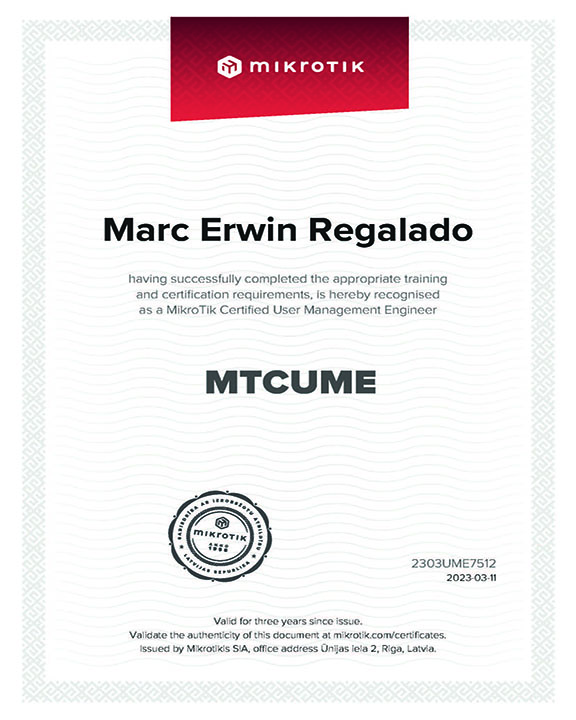 MikroTik
Marc Erwin Regalado
having successfully completed the appropriate training
and certification requirements, is hereby recognised
as a MikroTik Certified User Management Engineer
MTCUME
RADISORSIA
MIKROTIK
ANNO
1996
LATVIJAS REPUBLIKA
2303UME7512
2023-03-11
Valid for three years since issue.
Validate the authenticity of this document at mikrotik.com/certificates.
Issued by Mikrotikls SIA, office address Ūnijas iela 2, Riga, Latvia.